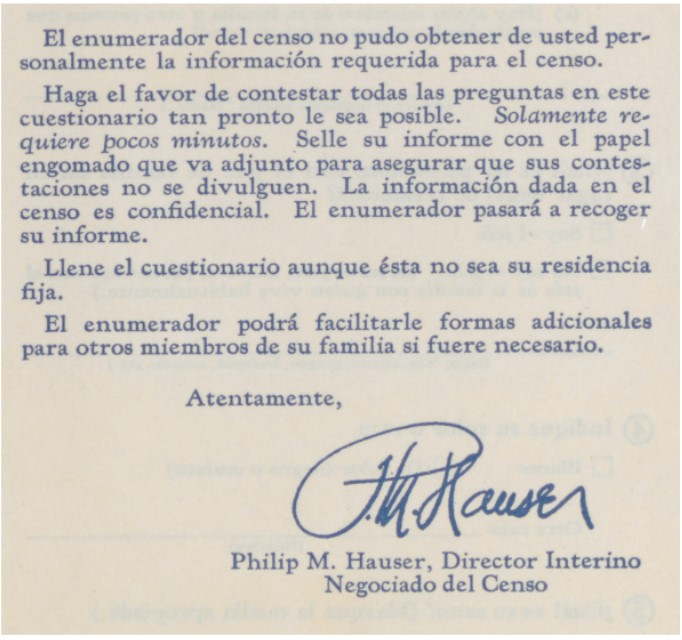 El enumerador del censo no pudo obtener de usted per-
sonalmente la información requerida para el censo.
Haga el favor de contestar todas las preguntas en este
cuestionario tan pronto le sea posible. Solamente re-
quiere pocos minutos. Selle su informe con el papel
engomado que va adjunto para asegurar que sus contes-
taciones no se divulguen. La información dada en el
censo es confidencial. El enumerador pasará a recoger
su informe.
Llene el cuestionario aunque ésta no sea su residencia
fija.
El enumerador podrá facilitarle formas adicionales
para otros miembros de su familia si fuere necesario.
Atentamente,
P.M. Hauser
Philip M. Hauser, Director Interino
Negociado del Censo